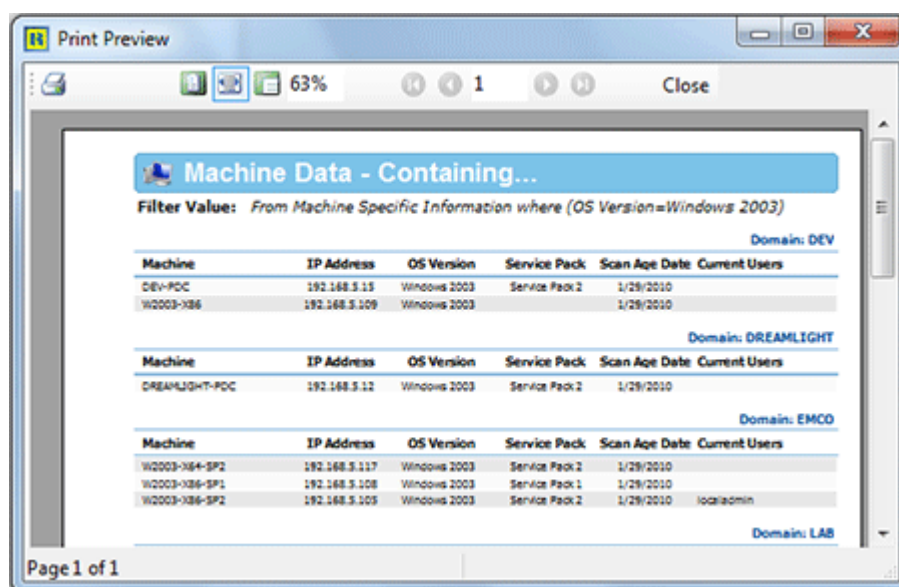 Print Preview
63% 1 Close
Machine Data - Containing...
Filter Value: From Machine Specific Information where (OS Version=Windows 2003)
Domain: DEV
Machine IP Address OS Version Service Pack Scan Age Date Current Users
DEV-PDC 192.168.5.15 Windows 2003 Service Pack 2 1/29/2010
W2003-X86 192.168.5.109 Windows 2003 1/29/2010
Domain: DREAMLIGHT
Machine IP Address OS Version Service Pack Scan Age Date Current Users
DREAMLIGHT-PDC 192.168.5.12 Windows 2003 Service Pack 2 1/29/2010
Domain: EMCO
Machine IP Address OS Version Service Pack Scan Age Date Current Users
W2003-X64-SP2 192.168.5.117 Windows 2003 Service Pack 2 1/29/2010
W2003-X86-SP1 192.168.5.108 Windows 2003 Service Pack 1 1/29/2010
W2003-X86-SP2 192.168.5.105 Windows 2003 Service Pack 2 1/29/2010 localadmin
Domain: LAB
Page 1 of 1